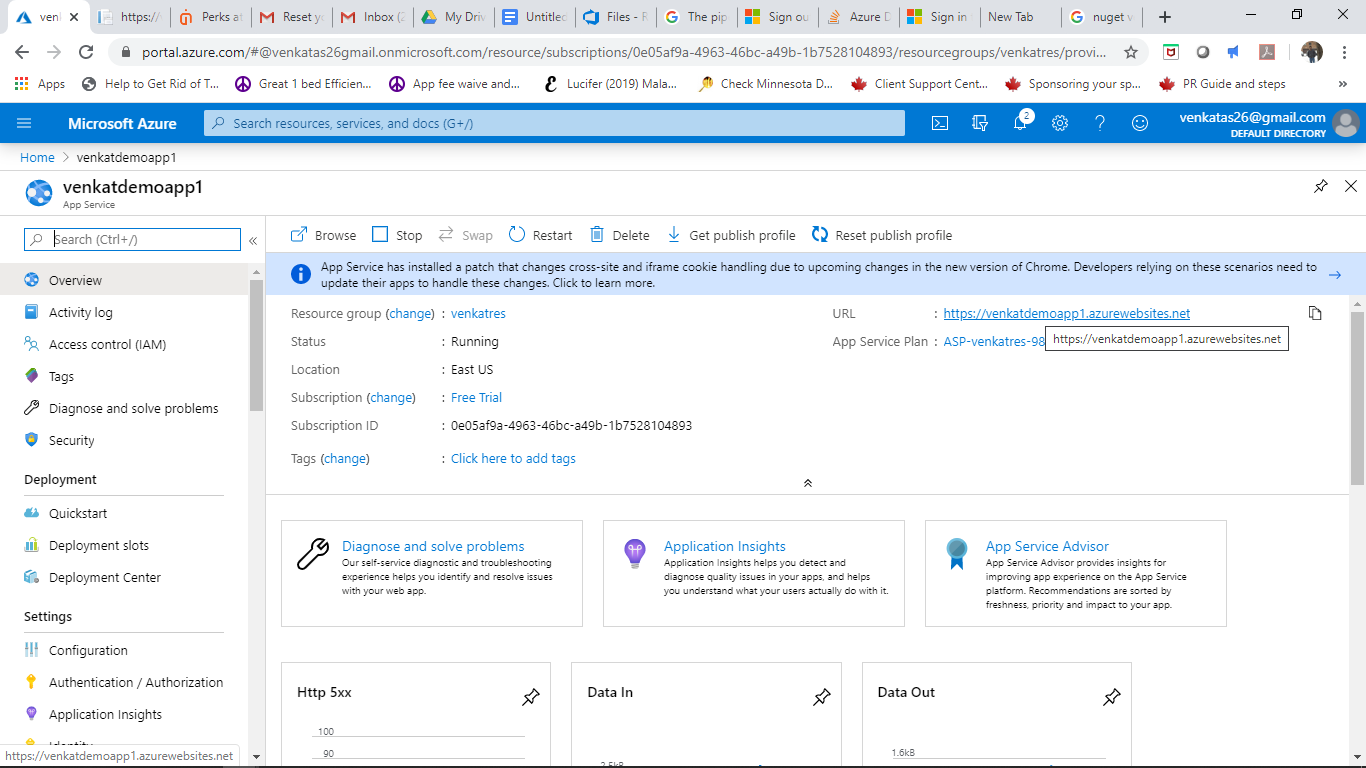 venl
https://
Perks at
Reset yo
Inbox (2
My Driv
Untitled
Files - R
The pip
Sign ou
Azure D
Sign in
New Tab
nuget v
portal.azure.com/#@venkatas26gmail.onmicrosoft.com/resource/subscriptions/0e05af9a-4963-46bc-a49b-1b7528104893/resourcegroups/venkatres/provi...
Apps
Help to Get Rid of T...
Great 1 bed Efficien...
App fee waive and...
Lucifer (2019) Mala...
Check Minnesota D...
Client Support Cent...
Sponsoring your sp...
PR Guide and steps
»
Microsoft Azure
Search resources, services, and docs (G+/)
2
venkatas26@gmail.com
DEFAULT DIRECTORY
Home > venkatdemoapp1
venkatdemoapp1
App Service
Search (Ctrl+/)
«
Overview
Activity log
Access control (IAM)
Tags
Diagnose and solve problems
Security
Deployment
Quickstart
Deployment slots
Deployment Center
Settings
Configuration
Authentication / Authorization
Application Insights
Identity
https://venkatdemoapp1.azurewebsites.net
Browse
Stop
Swap
Restart
Delete
Get publish profile
Reset publish profile
App Service has installed a patch that changes cross-site and iframe cookie handling due to upcoming changes in the new version of Chrome. Developers relying on these scenarios need to
update their apps to handle these changes. Click to learn more.
Resource group (change) : venkatres
Status : Running
Location : East US
Subscription (change) : Free Trial
Subscription ID : 0e05af9a-4963-46bc-a49b-1b7528104893
Tags (change) : Click here to add tags
URL : https://venkatdemoapp1.azurewebsites.net
App Service Plan : ASP-venkatres-98
https://venkatdemoapp1.azurewebsites.net
Diagnose and solve problems
Our self-service diagnostic and troubleshooting
experience helps you identify and resolve issues
with your web app.
Application Insights
Application Insights helps you detect and
diagnose quality issues in your apps, and helps
you understand what your users actually do with it.
App Service Advisor
App Service Advisor provides insights for
improving app experience on the App Service
platform. Recommendations are sorted by
freshness, priority and impact to your app.
Http 5xx
100
90
Data In
2.5kB
Data Out
1.6kB